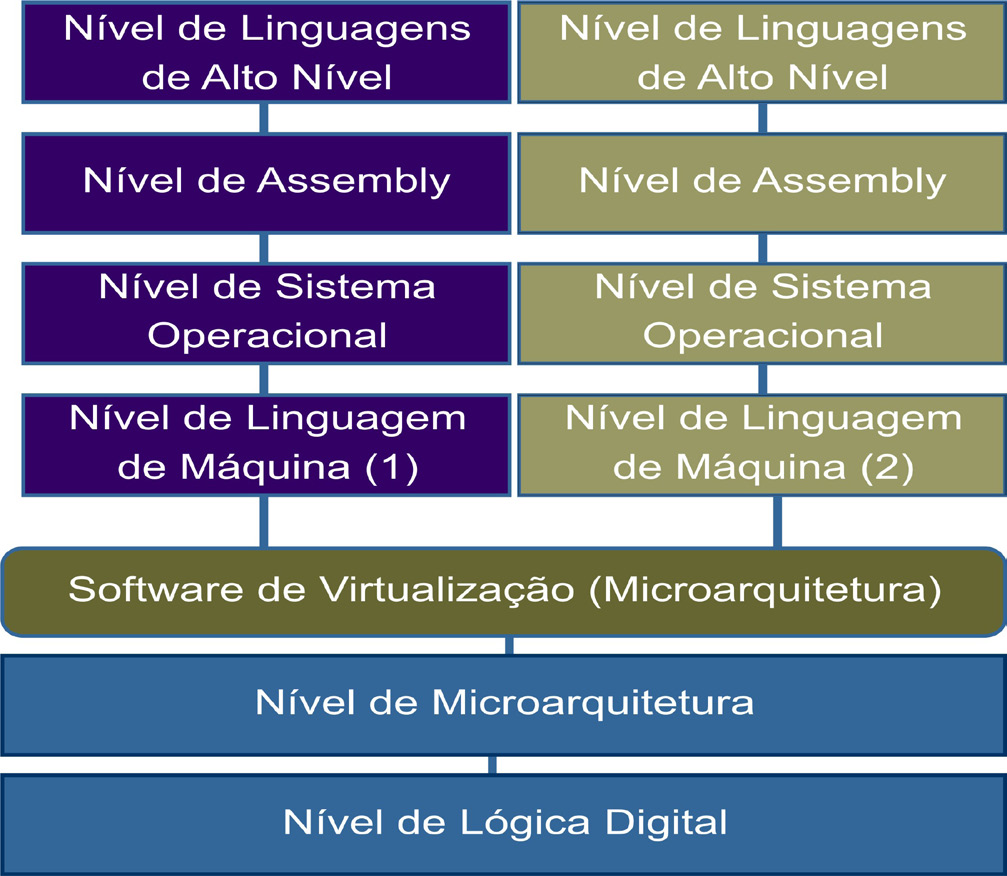 Nível de Linguagens
de Alto Nível
Nível de Assembly
Nível de Sistema
Operacional
Nível de Linguagem
de Máquina (1)
Nível de Linguagens
de Alto Nível
Nível de Assembly
Nível de Sistema
Operacional
Nível de Linguagem
de Máquina (2)
Software de Virtualização (Microarquitetura)
Nível de Microarquitetura
Nível de Lógica Digital